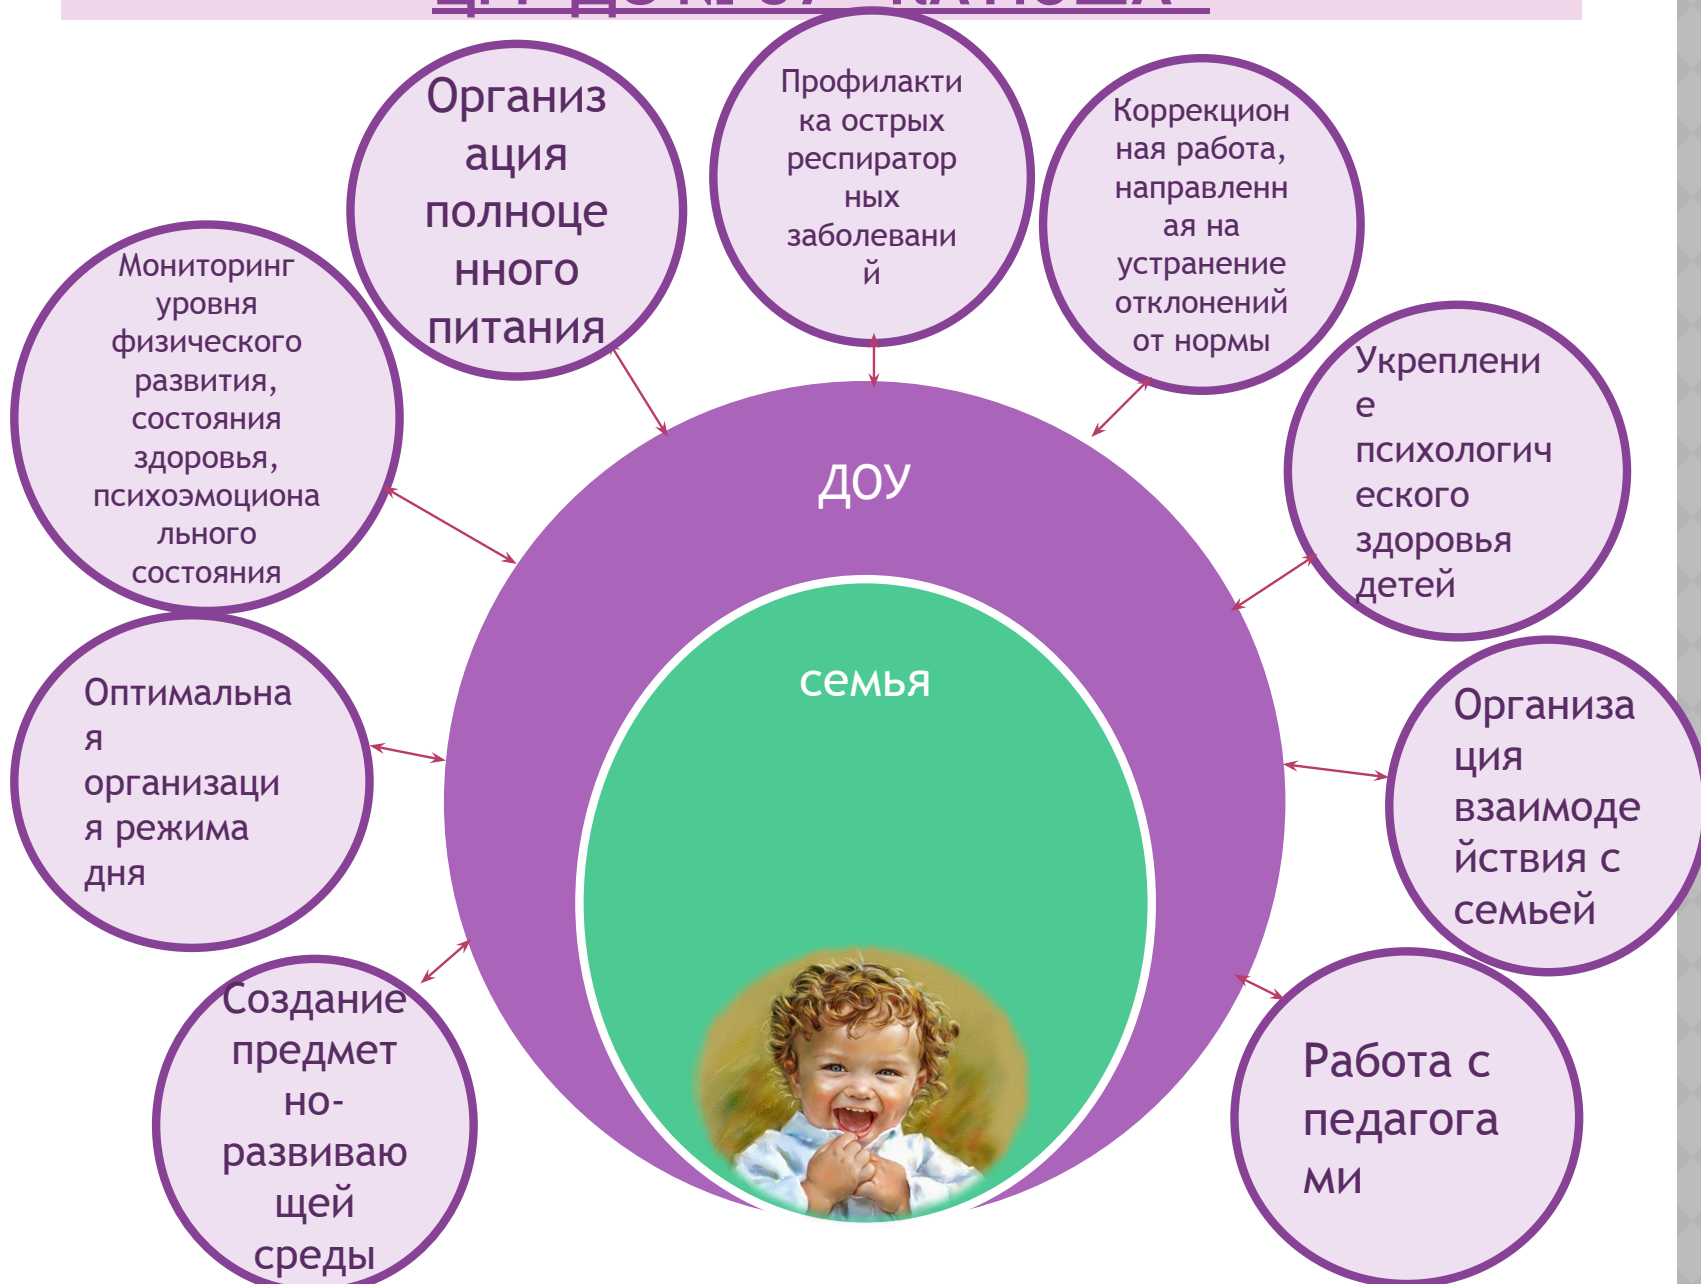 Организ
ация
полноце
нного
питания
Профилакти
ка острых
респиратор
ных
заболевани
й
Коррекцион
ная работа,
направленн
ая на
устранение
отклонений
от нормы
Мониторинг
уровня
физического
развития,
состояния
здоровья,
психоэмоциона
льного
состояния
Укреплени
е
психологич
еского
здоровья
детей
ДОУ
семья
Оптимальна
я
организаци
я режима
дня
Организа
ция
взаимоде
йствия с
семьей
Создание
предмет
но-
развиваю
щей
среды
Работа с
педагога
ми